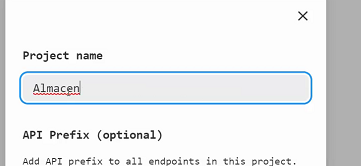 Project name
Almacen
API Prefix (optional)
Add API prefix to all endpoints in this project.